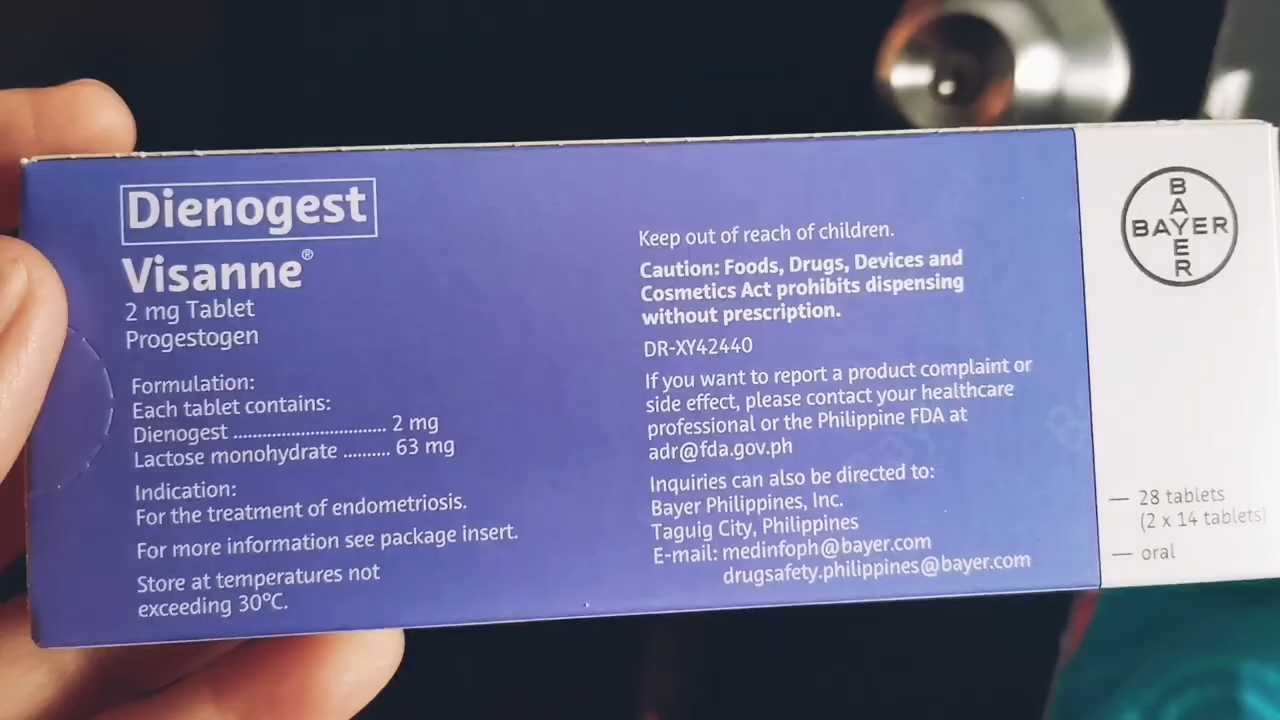 Dienogest
Visanne®
2 mg Tablet
Progestogen
Formulation:
Each tablet contains:
Dienogest ................................ 2 mg
Lactose monohydrate .......... 63 mg
Indication:
For the treatment of endometriosis.
For more information see package insert.
Store at temperatures not
exceeding 30°C.
Keep out of reach of children.
Caution: Foods, Drugs, Devices and
Cosmetics Act prohibits dispensing
without prescription.
DR-XY42440
If you want to report a product complaint or
side effect, please contact your healthcare
professional or the Philippine FDA at
adr@fda.gov.ph
Inquiries can also be directed to:
Bayer Philippines, Inc.
Taguig City, Philippines
E-mail: medinfoph@bayer.com
drugsafety.philippines@bayer.com
BAYER
BAYER
— 28 tablets
(2 x 14 tablets)
— oral